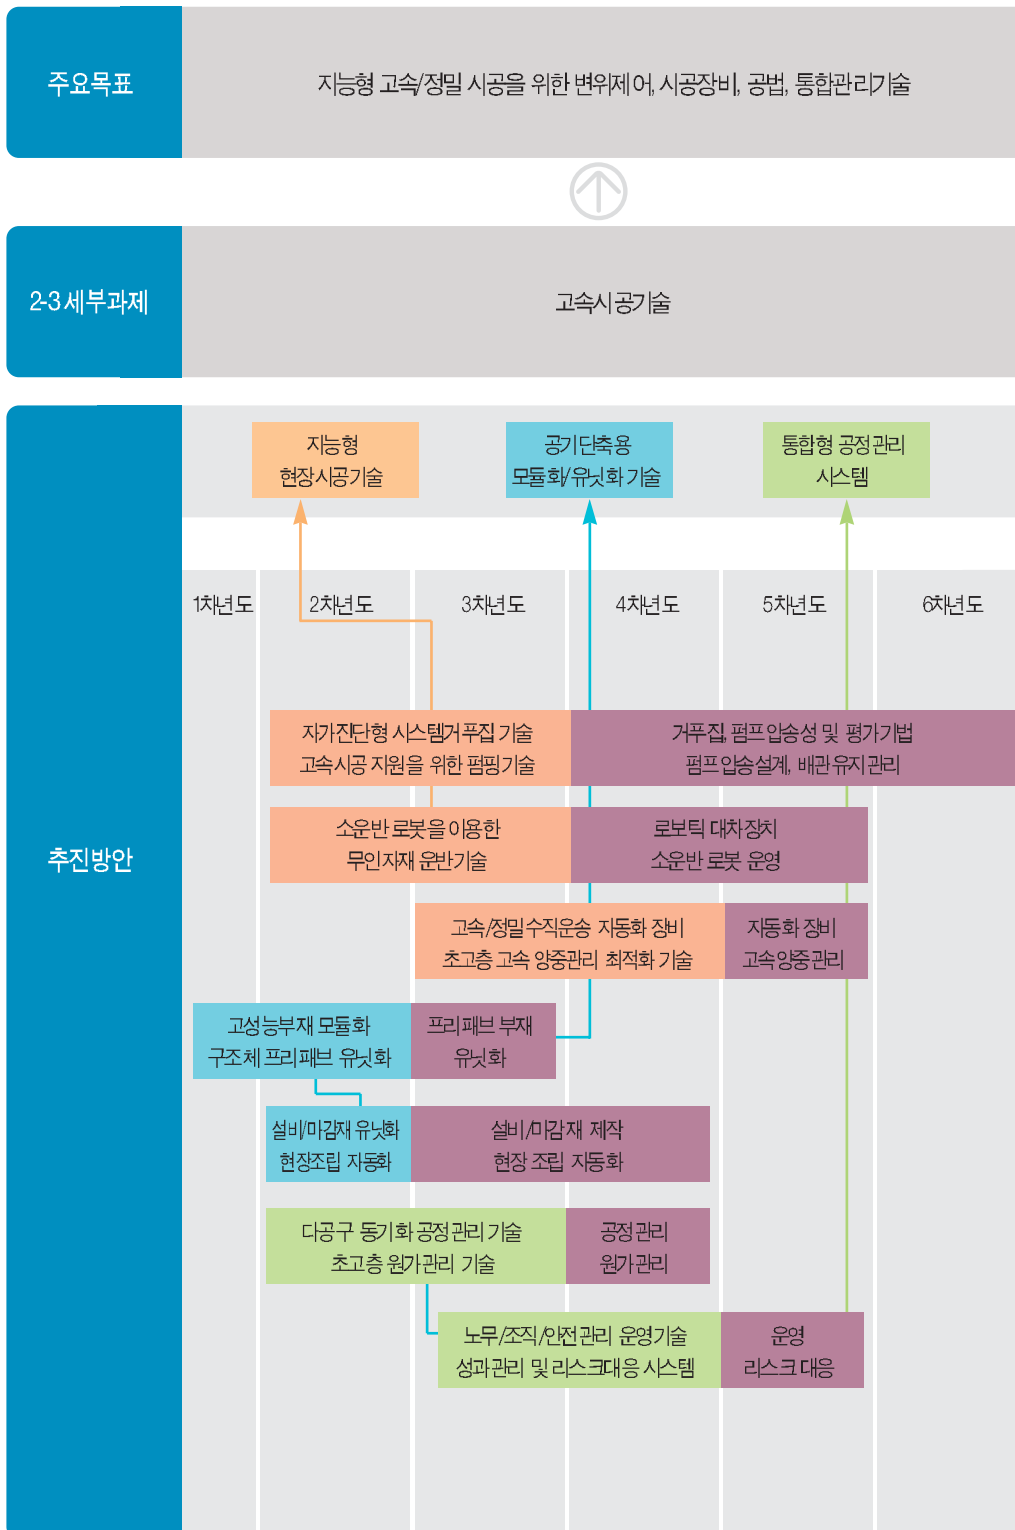 주요목표
지능형 고속/정밀 시공을 위한 변위제어, 시공장비, 공법, 통합관리기술
2-3 세부과제
고속시공기술
추진방안
지능형
현장시공기술
공기단축용
모듈화/유닛화 기술
통합형 공정관리
시스템
1차년도
2차년도
3차년도
4차년도
5차년도
6차년도
자가진단형 시스템거푸집 기술
고속시공 지원을 위한 펌핑기술
거푸집, 펌프압송성 및 평가기법
펌프압송설계, 배관유지관리
소운반 로봇을 이용한
무인자재 운반기술
로보틱 대차장치
소운반 로봇 운영
고속/정밀수직운송 자동화 장비
초고층 고속 양중관리 최적화 기술
자동화 장비
고속양중관리
고성능부재 모듈화
구조체 프리패브 유닛화
프리패브 부재
유닛화
설비/마감재 유닛화
현장조립 자동화
설비/마감재 제작
현장 조립 자동화
다공구 동기화 공정관리 기술
초고층 원가관리 기술
공정관리
원가관리
노무/조직/안전관리 운영기술
성과관리 및 리스크대응 시스템
운영
리스크 대응